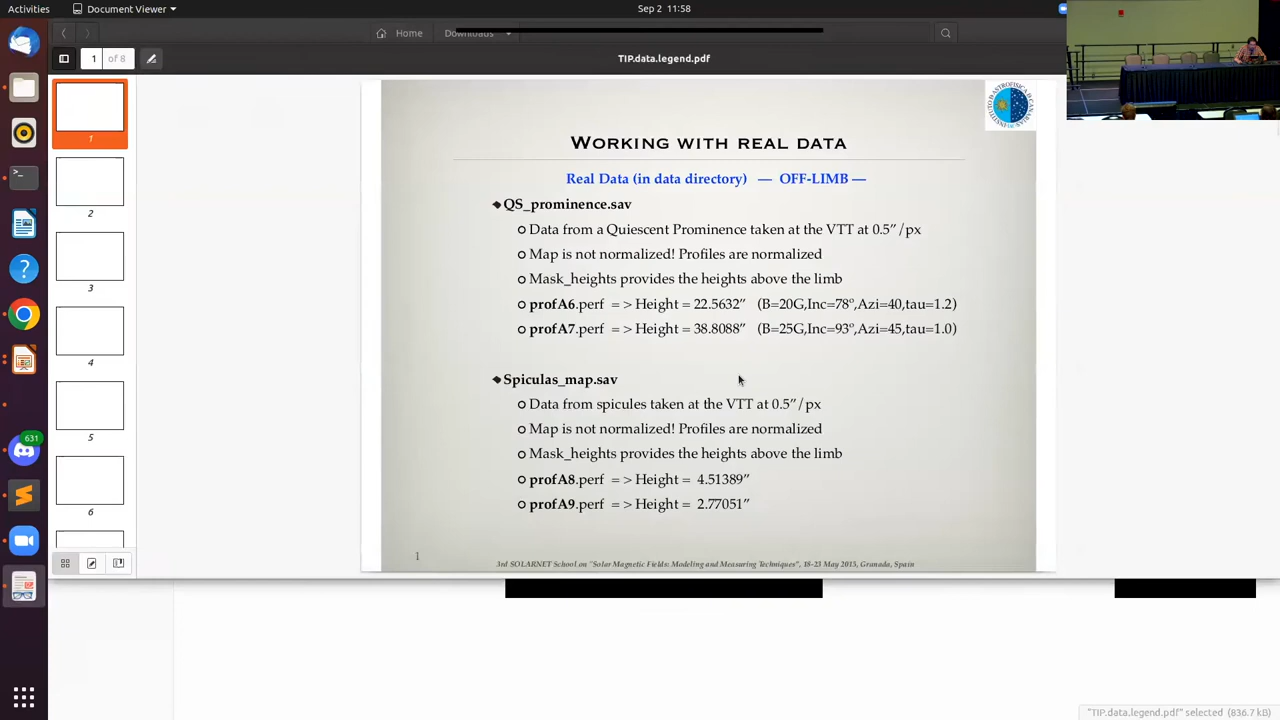 Activities
Document Viewer
Sep 2 11:58
Home
Downloads
1
of 8
TIP.data.legend.pdf
1
2
3
4
5
6
631
WORKING WITH REAL DATA
Real Data (in data directory) — OFF-LIMB —
QS_prominence.sav
Data from a Quiescent Prominence taken at the VTT at 0.5”/px
Map is not normalized! Profiles are normalized
Mask_heights provides the heights above the limb
profA6.perf => Height = 22.5632” (B=20G,Inc=78º,Azi=40,tau=1.2)
profA7.perf => Height = 38.8088” (B=25G,Inc=93º,Azi=45,tau=1.0)
Spiculas_map.sav
Data from spicules taken at the VTT at 0.5”/px
Map is not normalized! Profiles are normalized
Mask_heights provides the heights above the limb
profA8.perf => Height = 4.51389”
profA9.perf => Height = 2.77051”
1
3rd SOLARNET School on "Solar Magnetic Fields: Modeling and Measuring Techniques", 18-23 May 2015, Granada, Spain
"TIP.data.legend.pdf" selected (836.7 kB)